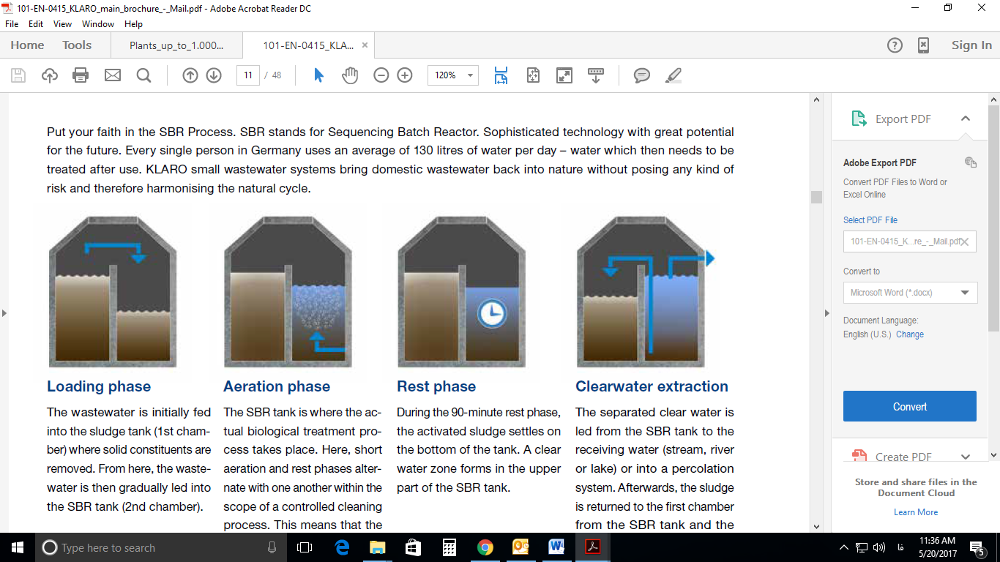 101-EN-0415_KLARO_main_brochure_-_Mail.pdf - Adobe Acrobat Reader DC
File Edit View Window Help
Home Tools Plants_up_to_1.000... 101-EN-0415_KLA... × Sign In
11 / 48 120%
Put your faith in the SBR Process. SBR stands for Sequencing Batch Reactor. Sophisticated technology with great potential
for the future. Every single person in Germany uses an average of 130 litres of water per day – water which then needs to be
treated after use. KLARO small wastewater systems bring domestic wastewater back into nature without posing any kind of
risk and therefore harmonising the natural cycle.
Loading phase
The wastewater is initially fed
into the sludge tank (1st cham-
ber) where solid constituents are
removed. From here, the waste-
water is then gradually led into
the SBR tank (2nd chamber).
Aeration phase
The SBR tank is where the ac-
tual biological treatment pro-
cess takes place. Here, short
aeration and rest phases alter-
nate with one another within the
scope of a controlled cleaning
process. This means that the
Rest phase
During the 90-minute rest phase,
the activated sludge settles on
the bottom of the tank. A clear
water zone forms in the upper
part of the SBR tank.
Clearwater extraction
The separated clear water is
led from the SBR tank to the
receiving water (stream, river
or lake) or into a percolation
system. Afterwards, the sludge
is returned to the first chamber
from the SBR tank and the
Export PDF
Adobe Export PDF
Convert PDF Files to Word or
Excel Online
Select PDF File
101-EN-0415_K...re_-_Mail.pdf
Convert to
Microsoft Word (*.docx)
Document Language:
English (U.S.) Change
Convert
Create PDF
Store and share files in the
Document Cloud
Learn More
Type here to search
فا
11:36 AM
5/20/2017
5